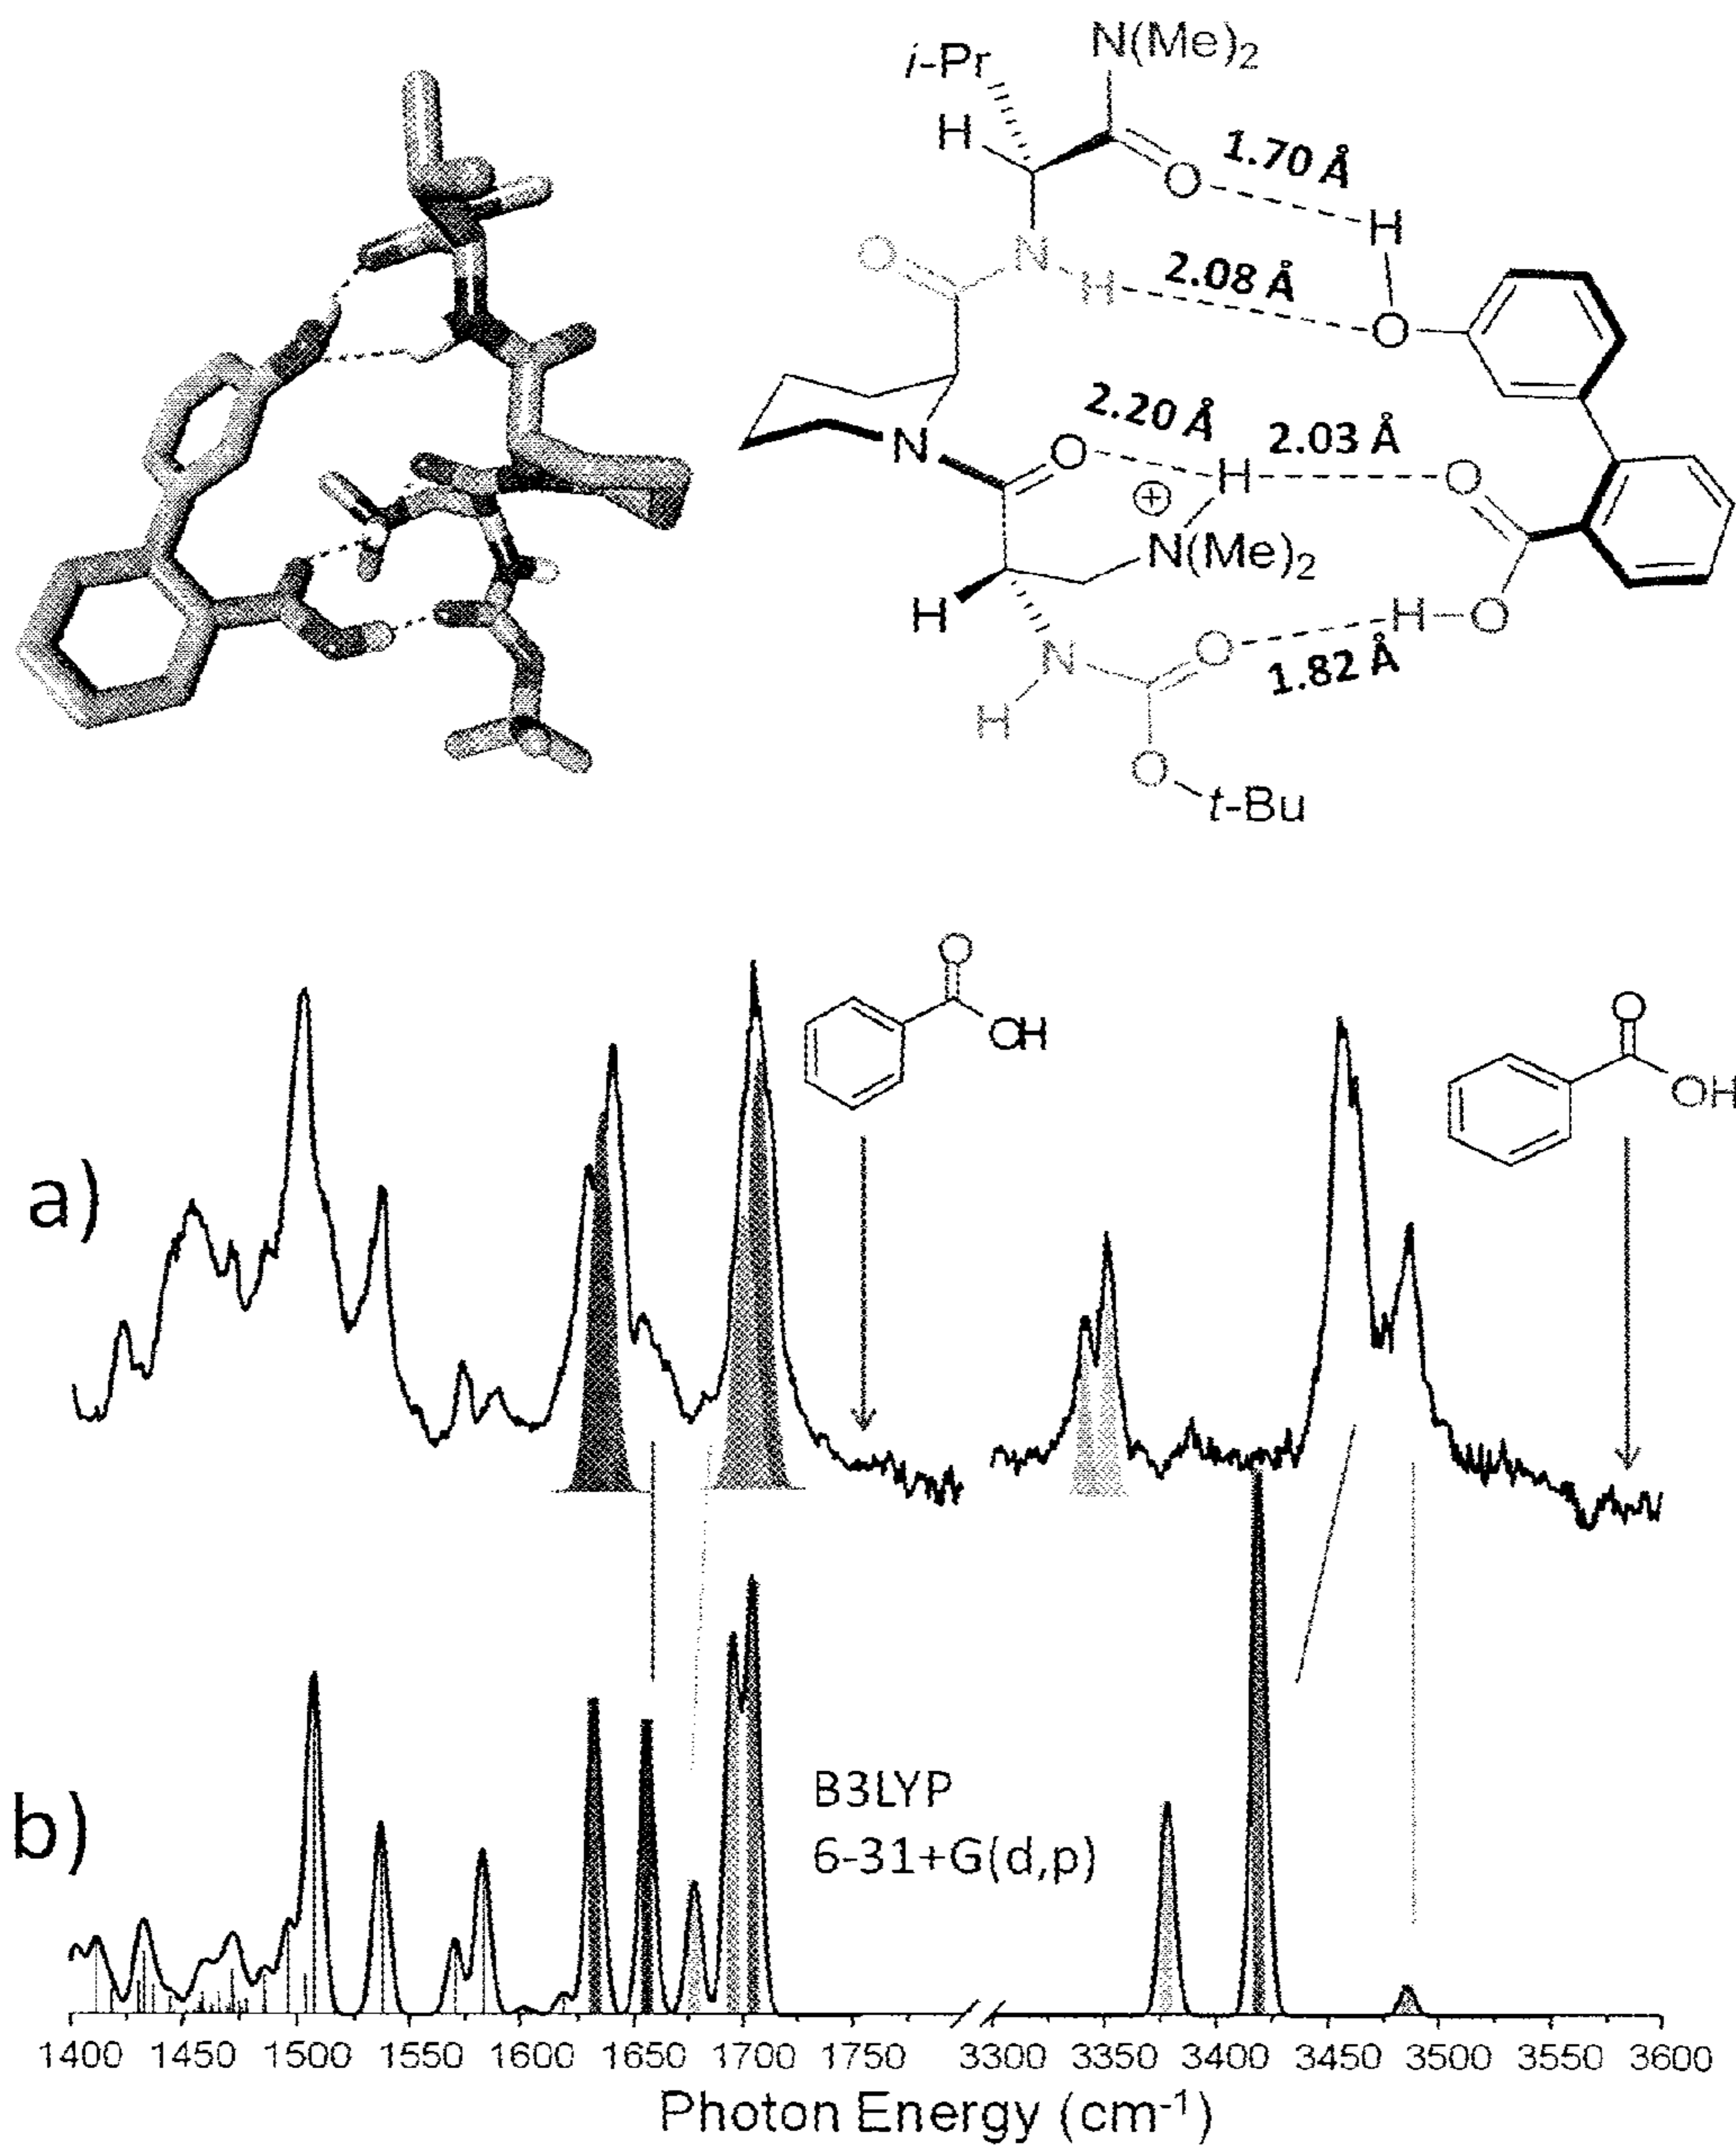 N(Me)₂
i-Pr
H
O
1.70 Å
H
O
N
H
2.08 Å
O
2.20 Å
2.03 Å
N
O
H
O
⊕
N(Me)₂
H
H
O
N
O
1.82 Å
H
O
t-Bu
O
OH
O
OH
a)
B3LYP
6-31+G(d,p)
b)
1400 1450 1500 1550 1600 1650 1700 1750 3300 3350 3400 3450 3500 3550 3600
Photon Energy (cm⁻¹)